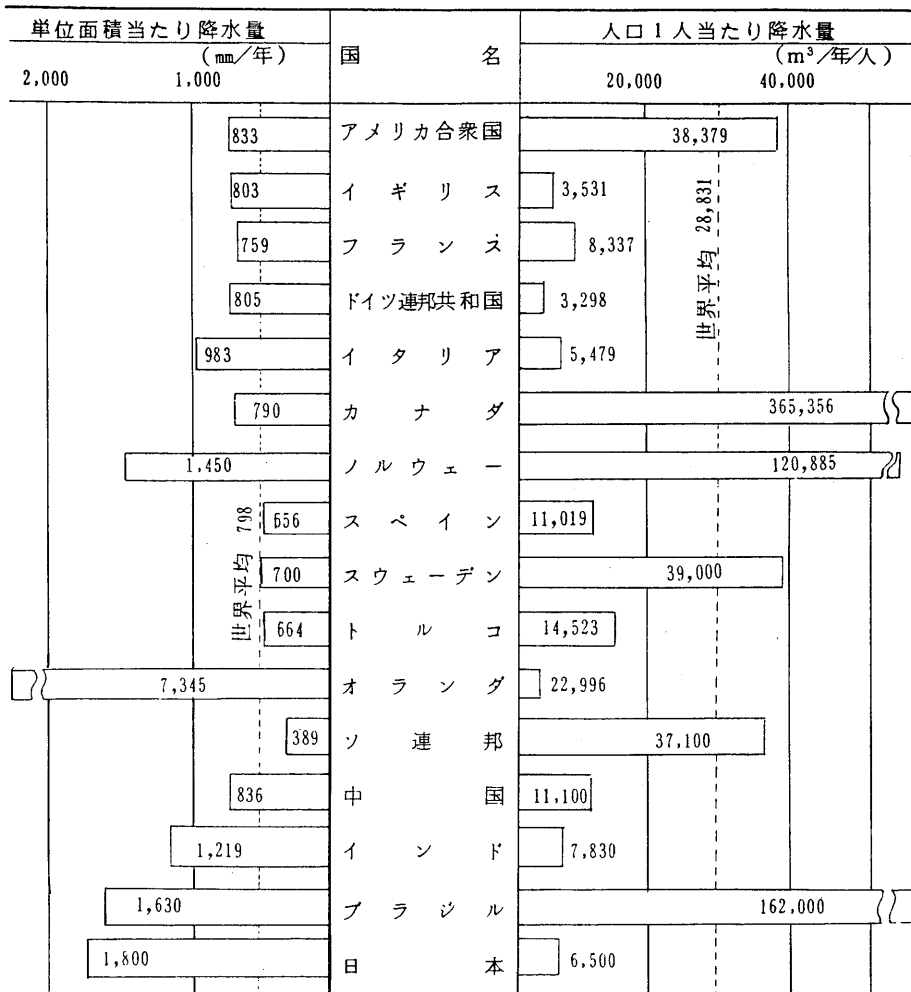 単位面積当たり降水量
(mm/年)
2,000 1,000
国名
人口1人当たり降水量
(m³/年/人)
20,000 40,000
833 アメリカ合衆国 38,379
803 イギリス 3,531
759 フランス 8,337
805 ドイツ連邦共和国 3,298
983 イタリア 5,479
790 カナダ 365,356
1,450 ノルウェー 120,885
656 スペイン 11,019
700 スウェーデン 39,000
664 トルコ 14,523
7,345 オランダ 22,996
389 ソ連邦 37,100
836 中国 11,100
1,219 インド 7,830
1,630 ブラジル 162,000
1,800 日本 6,500
世界平均 798
世界平均 28,831